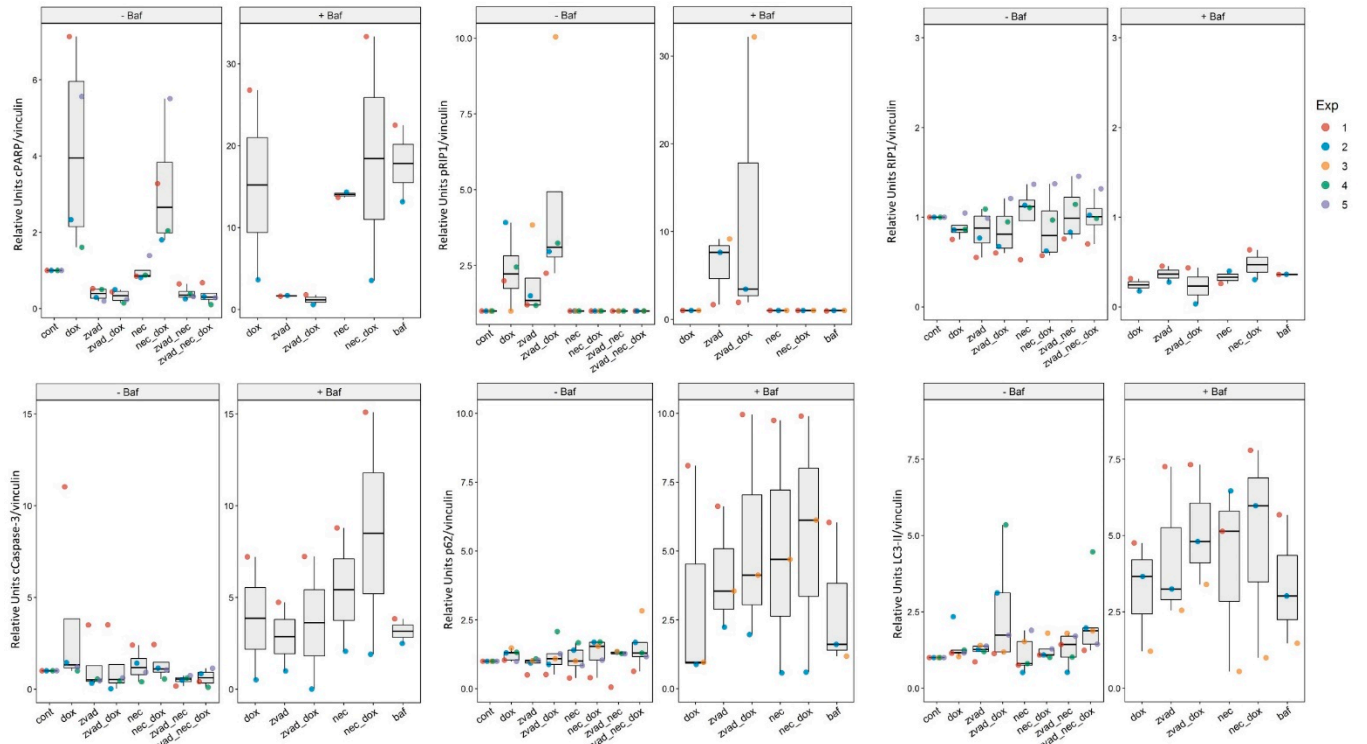 - Baf
+ Baf
Relative Units cPARP/vinculin
6
4
2
0
30
20
10
0
cont
dox
zvad
zvad_dox
nec
nec_dox
zvad_nec
zvad_nec_dox
dox
zvad
zvad_dox
nec
nec_dox
baf
- Baf
+ Baf
Relative Units pRIP1/vinculin
10.0
7.5
5.0
2.5
30
20
10
0
cont
dox
zvad
zvad_dox
nec
nec_dox
zvad_nec
zvad_nec_dox
dox
zvad
zvad_dox
nec
nec_dox
baf
- Baf
+ Baf
Relative Units RIP1/vinculin
3
2
1
0
3
2
1
0
cont
dox
zvad
zvad_dox
nec
nec_dox
zvad_nec
zvad_nec_dox
dox
zvad
zvad_dox
nec
nec_dox
baf
Exp
1
2
3
4
5
- Baf
+ Baf
Relative Units cCaspase-3/vinculin
15
10
5
0
15
10
5
0
cont
dox
zvad
zvad_dox
nec
nec_dox
zvad_nec
zvad_nec_dox
dox
zvad
zvad_dox
nec
nec_dox
baf
- Baf
+ Baf
Relative Units p62/vinculin
10.0
7.5
5.0
2.5
0.0
10.0
7.5
5.0
2.5
0.0
cont
dox
zvad
zvad_dox
nec
nec_dox
zvad_nec
zvad_nec_dox
dox
zvad
zvad_dox
nec
nec_dox
baf
- Baf
+ Baf
Relative Units LC3-II/vinculin
7.5
5.0
2.5
0.0
7.5
5.0
2.5
0.0
cont
dox
zvad
zvad_dox
nec
nec_dox
zvad_nec
zvad_nec_dox
dox
zvad
zvad_dox
nec
nec_dox
baf